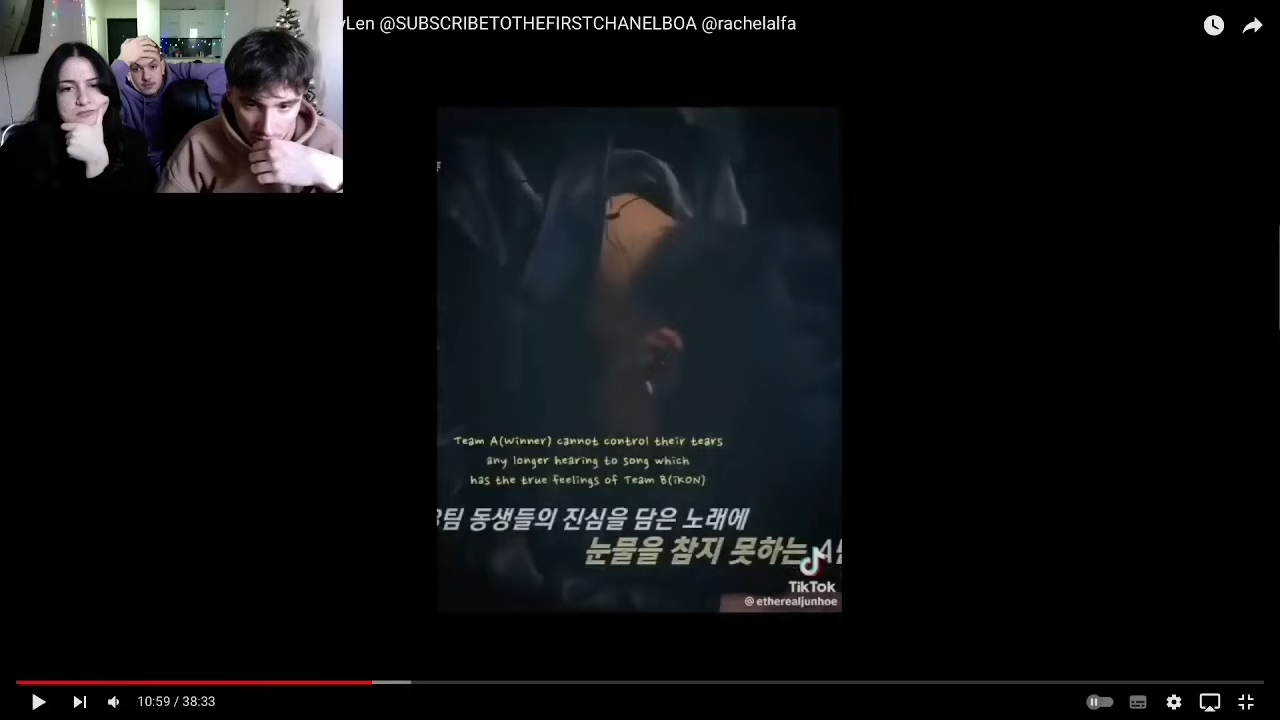 yLen @SUBSCRIBETOTHEFIRSTCHANELBOA @rachelalfa
Team A(Winner) cannot control their tears
any longer hearing to song which
has the true feelings of Team B(iKON)
팀 동생들의 진심을 담은 노래에
눈물을 참지 못하는 A
TikTok
@etherealjunhoe
10:59 / 38:33